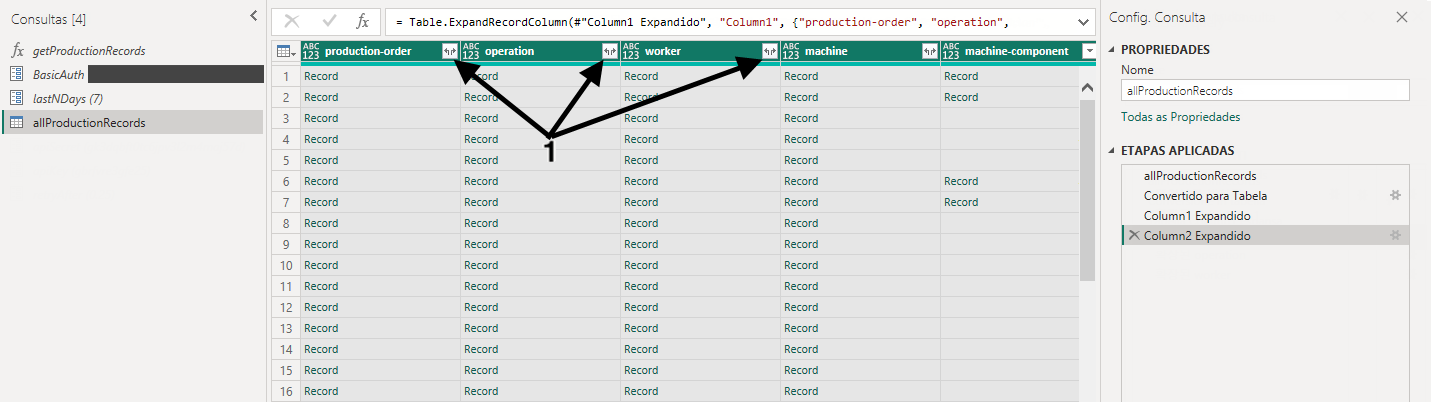 Consultas [4]
getProductionRecords
BasicAuth
lastNDays (7)
allProductionRecords
= Table.ExpandRecordColumn(#"Column1 Expandido", "Column1", {"production-order", "operation",
ABC 123 production-order ABC 123 operation ABC 123 worker ABC 123 machine ABC 123 machine-component
1 Record Record Record Record Record
2 Record Record Record Record Record
3 Record Record Record Record
4 Record Record Record Record
5 Record Record Record Record
6 Record Record Record Record Record
7 Record Record Record Record Record
8 Record Record Record Record
9 Record Record Record Record
10 Record Record Record Record
11 Record Record Record Record
12 Record Record Record Record
13 Record Record Record Record
14 Record Record Record Record
15 Record Record Record Record
16 Record Record Record Record
1
Config. Consulta
PROPRIEDADES
Nome
allProductionRecords
Todas as Propriedades
ETAPAS APLICADAS
allProductionRecords
Convertido para Tabela
Column1 Expandido
Column2 Expandido